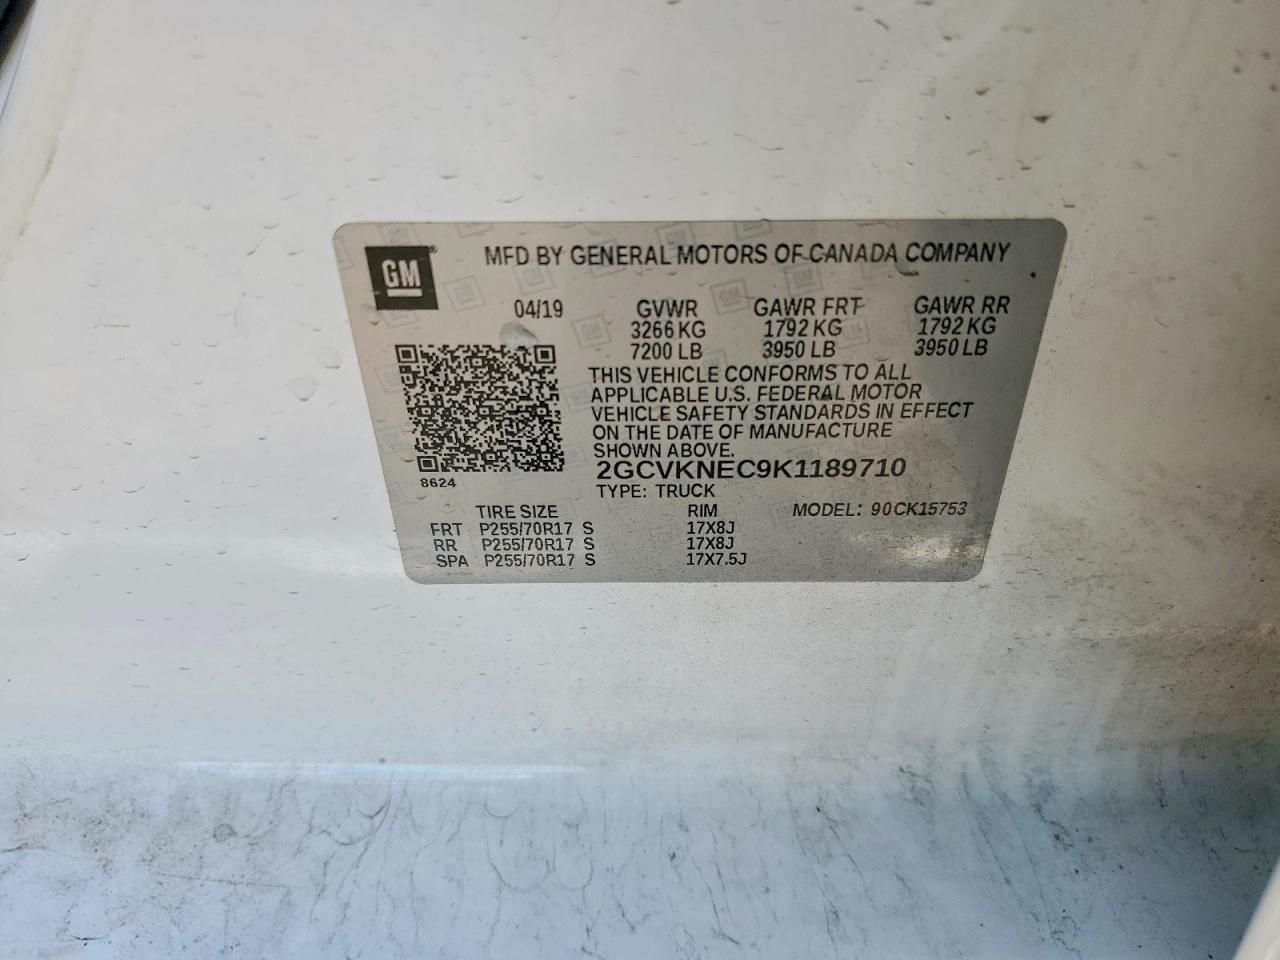 GM® MFD BY GENERAL MOTORS OF CANADA COMPANY
04/19 GVWR GAWR FRT GAWR RR
3266 KG 1792 KG 1792 KG
7200 LB 3950 LB 3950 LB
THIS VEHICLE CONFORMS TO ALL
APPLICABLE U.S. FEDERAL MOTOR
VEHICLE SAFETY STANDARDS IN EFFECT
ON THE DATE OF MANUFACTURE
SHOWN ABOVE.
2GCVKNEC9K1189710
8624 TYPE: TRUCK
TIRE SIZE RIM MODEL: 90CK15753
FRT P255/70R17 S 17X8J
RR P255/70R17 S 17X8J
SPA P255/70R17 S 17X7.5J